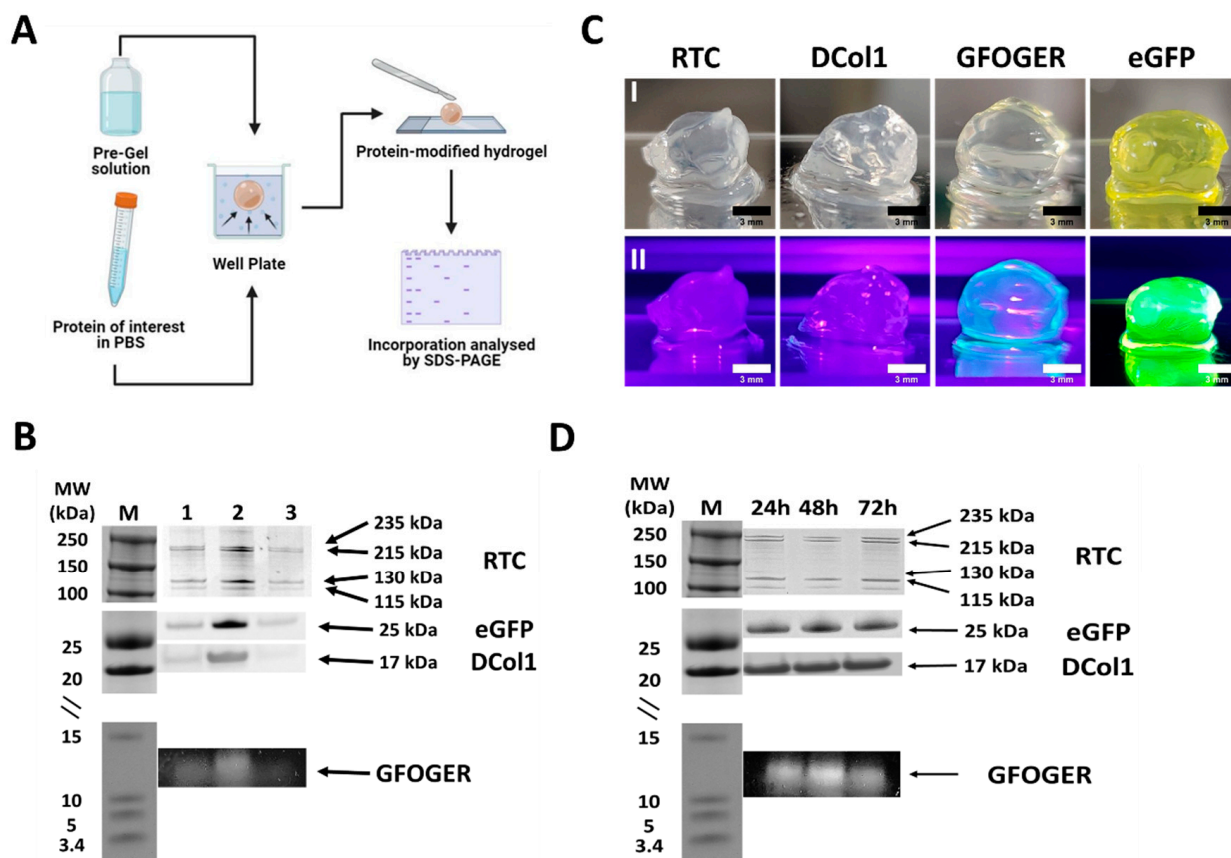 A
Pre-Gel
solution
Protein of interest
in PBS
Well Plate
Protein-modified hydrogel
Incorporation analysed
by SDS-PAGE
C
RTC DCol1 GFOGER eGFP
I
3 mm 3 mm 3 mm 3 mm
II
3 mm 3 mm 3 mm 3 mm
B
MW
(kDa)
M 1 2 3
250
150
100
25
20
//
15
10
5
3.4
235 kDa
215 kDa
130 kDa
115 kDa
RTC
25 kDa
eGFP
17 kDa
DCol1
GFOGER
D
MW
(kDa)
M 24h 48h 72h
250
150
100
25
20
//
15
10
5
3.4
235 kDa
215 kDa
130 kDa
115 kDa
RTC
25 kDa
eGFP
17 kDa
DCol1
GFOGER